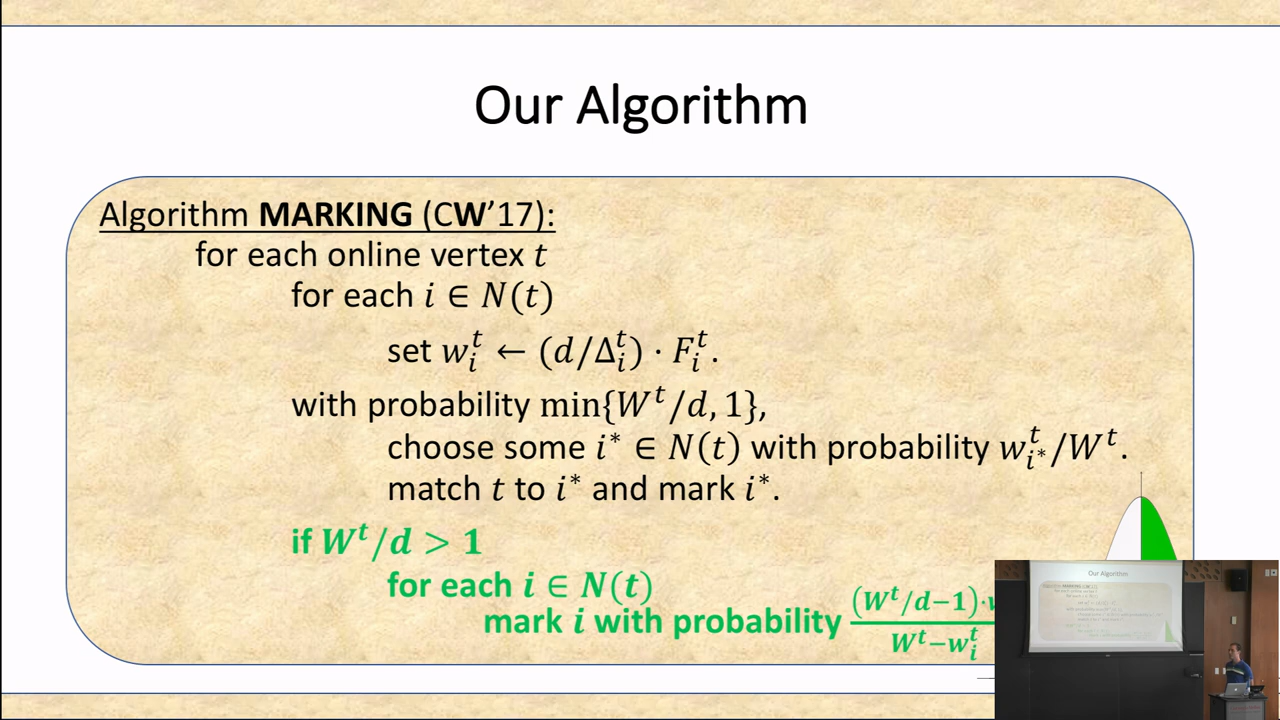 Our Algorithm
Algorithm MARKING (CW'17):
for each online vertex t
for each i ∈ N(t)
set w_i^t ← (d/Δ_i^t) · F_i^t.
with probability min{W^t/d, 1},
choose some i* ∈ N(t) with probability w_{i*}^t/W^t.
match t to i* and mark i*.
if W^t/d > 1
for each i ∈ N(t)
mark i with probability (W^t/d−1)· / W^t−w_i^t
Our Algorithm